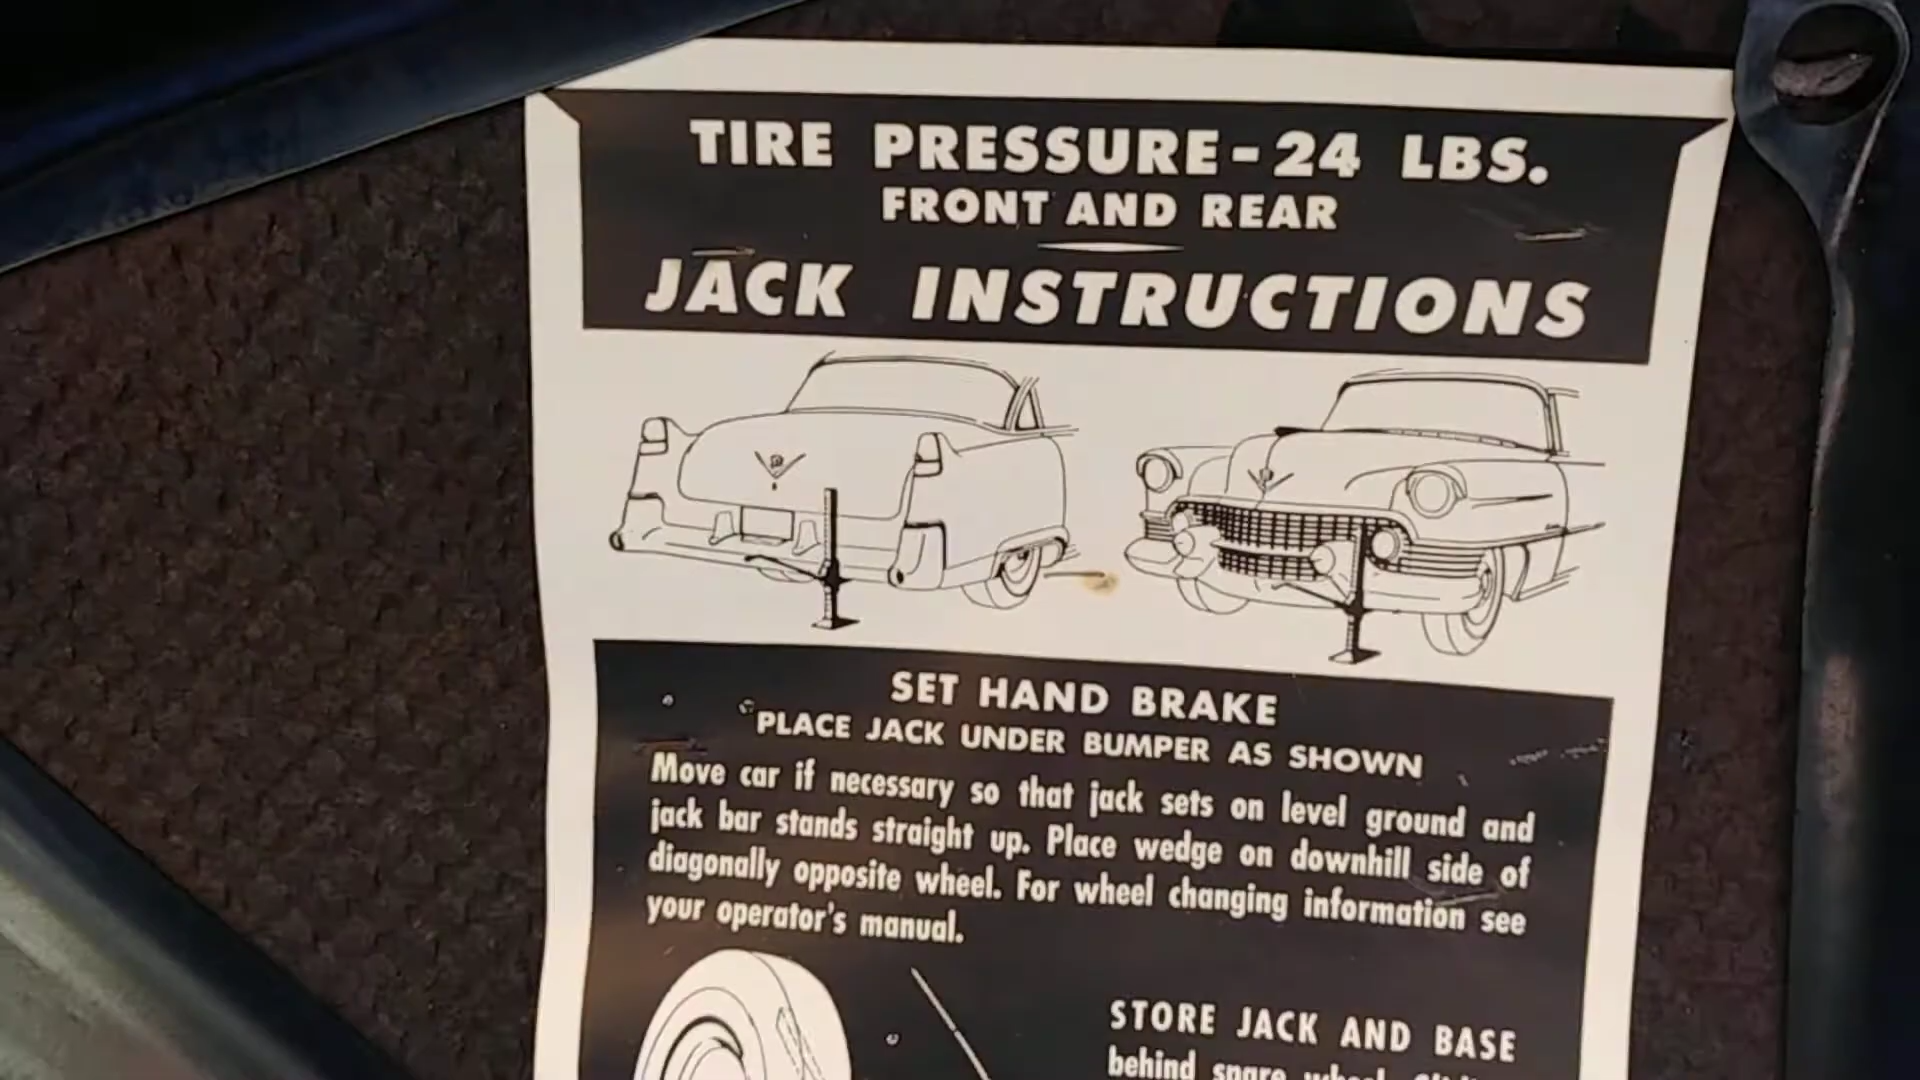 TIRE PRESSURE-24 LBS.
FRONT AND REAR
JACK INSTRUCTIONS
SET HAND BRAKE
PLACE JACK UNDER BUMPER AS SHOWN
Move car if necessary so that jack sets on level ground and
jack bar stands straight up. Place wedge on downhill side of
diagonally opposite wheel. For wheel changing information see
your operator's manual.
STORE JACK AND BASE
behind spare wheel.